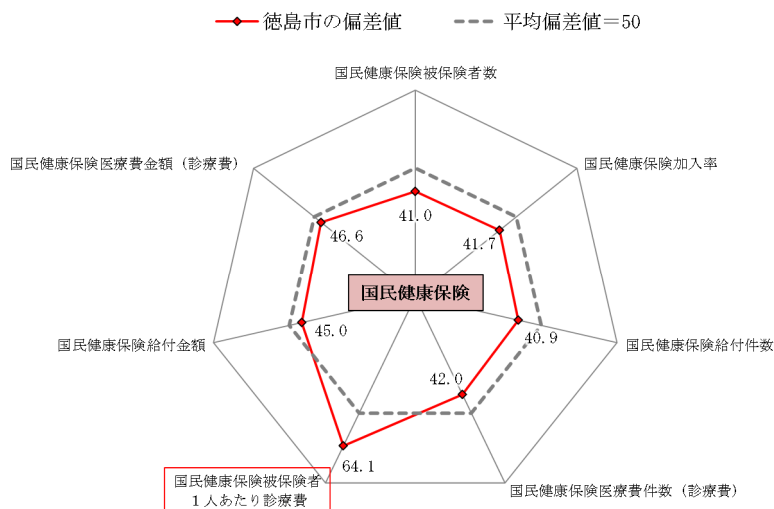 徳島市の偏差値
平均偏差値=50
国民健康保険被保険者数
国民健康保険医療費金額（診療費）
国民健康保険加入率
41.0
46.6
41.7
国民健康保険
45.0
40.9
国民健康保険給付金額
国民健康保険給付件数
42.0
64.1
国民健康保険被保険者
１人あたり診療費
国民健康保険医療費件数（診療費）